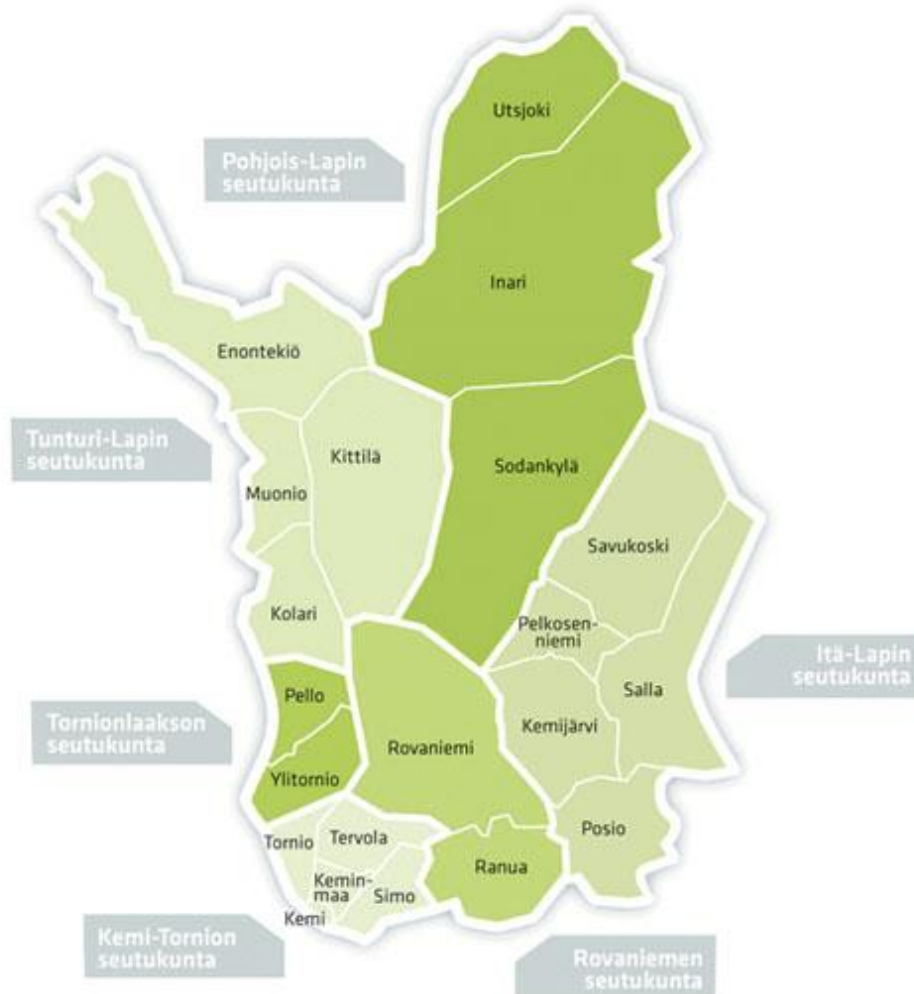 Utsjoki
Pohjois-Lapin
seutukunta
Inari
Enontekiö
Tunturi-Lapin
seutukunta
Kittilä
Sodankylä
Muonio
Savukoski
Kolari
Pelkosen-
niemi
Itä-Lapin
seutukunta
Salla
Pello
Tornionlaakson
seutukunta
Kemijärvi
Rovaniemi
Ylitornio
Posio
Tornio
Tervola
Ranua
Kemin-
maa
Simo
Kemi
Kemi-Tornion
seutukunta
Rovaniemen
seutukunta